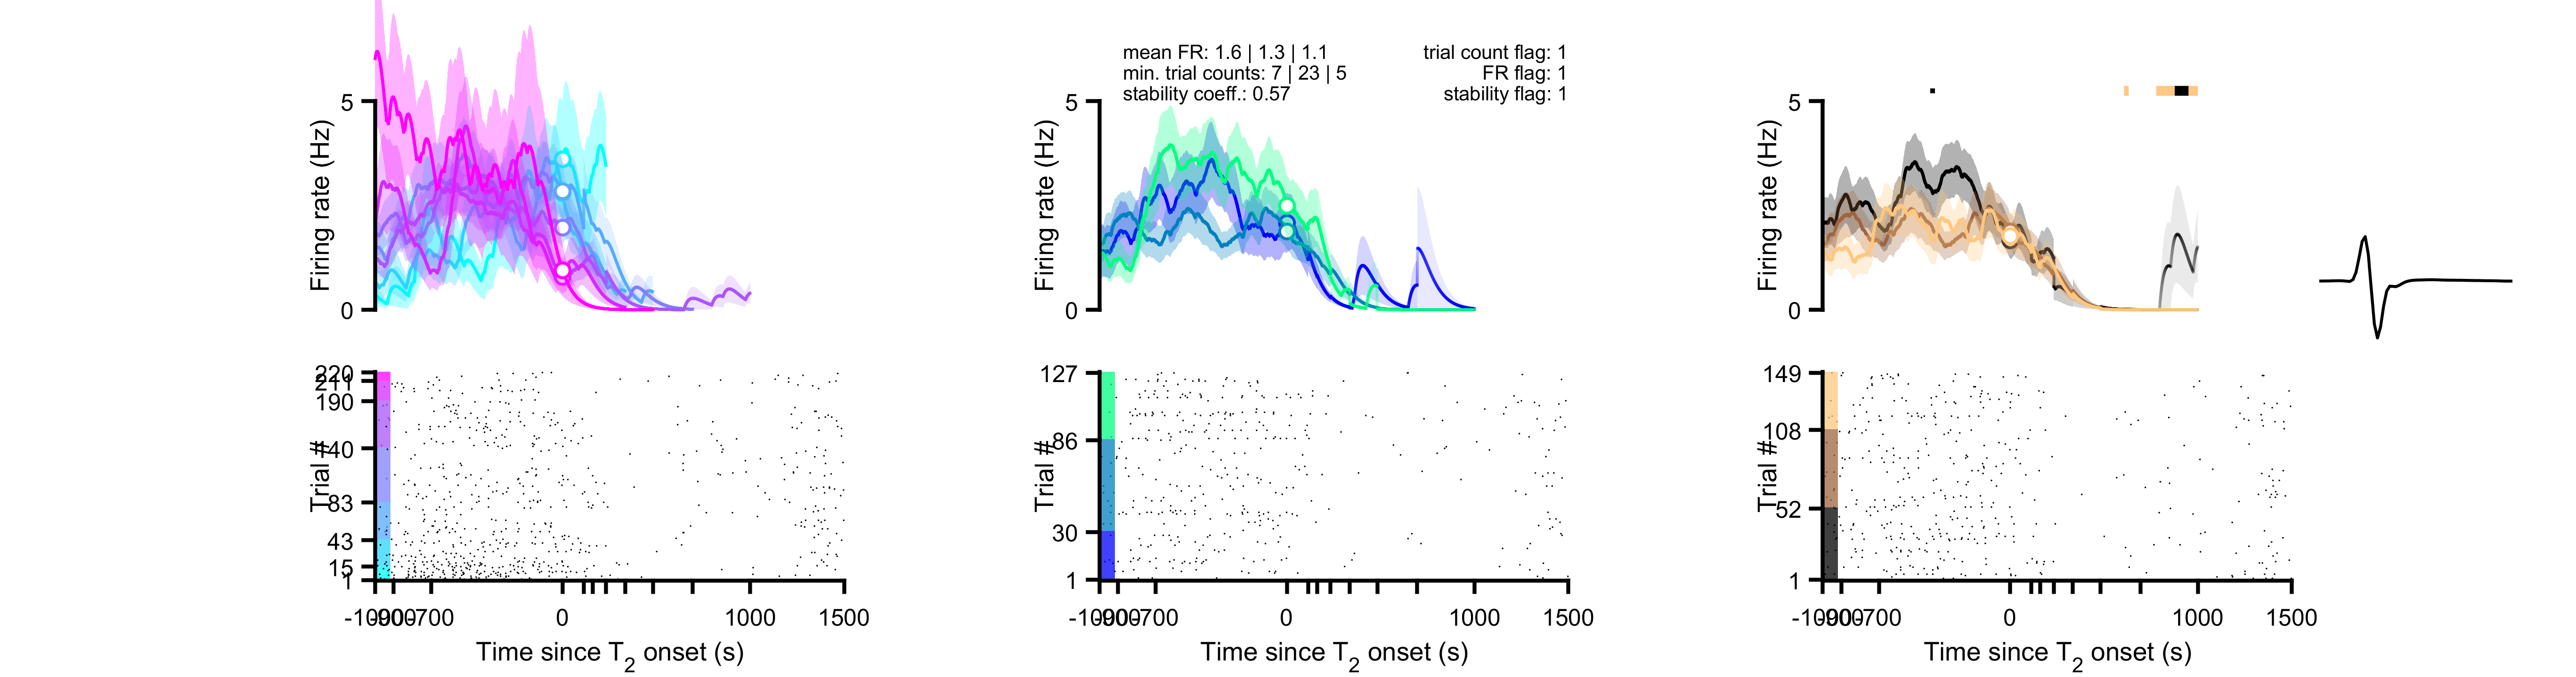 mean FR: 1.6 | 1.3 | 1.1
min. trial counts: 7 | 23 | 5
stability coeff.: 0.57
trial count flag: 1
FR flag: 1
stability flag: 1
5
0
Firing rate (Hz)
5
0
Firing rate (Hz)
5
0
Firing rate (Hz)
220
211
190
140
83
43
15
1
Trial #
127
86
30
1
Trial #
149
108
52
1
Trial #
-1000
-900
-700
0
1000
1500
Time since T2 onset (s)
-1000
-900
-700
0
1000
1500
Time since T2 onset (s)
-1000
-900
-700
0
1000
1500
Time since T2 onset (s)